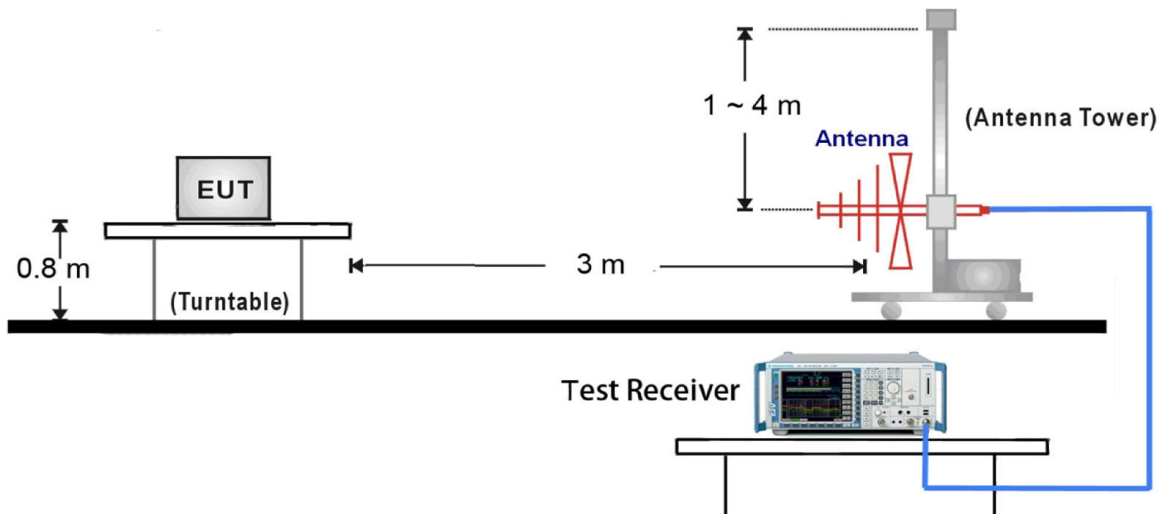 1 ~ 4 m
(Antenna Tower)
Antenna
EUT
0.8 m
3 m
(Turntable)
Test Receiver